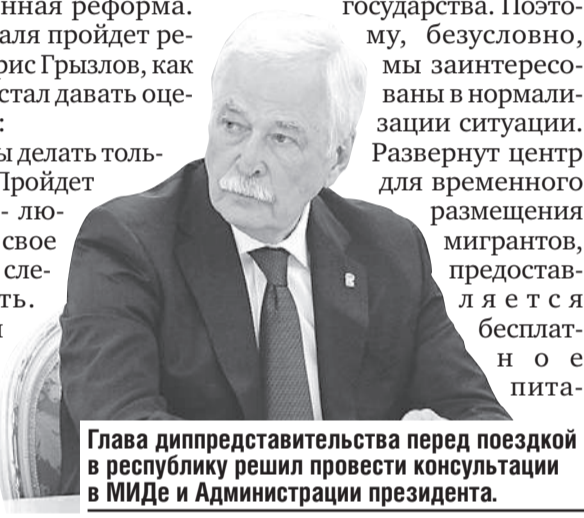 нная реформа.
аля пройдет ре-
рис Грызлов, как
стал давать оце-
:
ы делать толь-
Пройдет
- лю-
свое
сле-
ть.
государства. Поэто-
му, безусловно,
мы заинтересо-
ваны в нормали-
зации ситуации.
Развернут центр
для временного
размещения
мигрантов,
предостав-
ляется
бесплат-
ное
пита-
Глава диппредставительства перед поездкой
в республику решил провести консультации
в МИДе и Администрации президента.